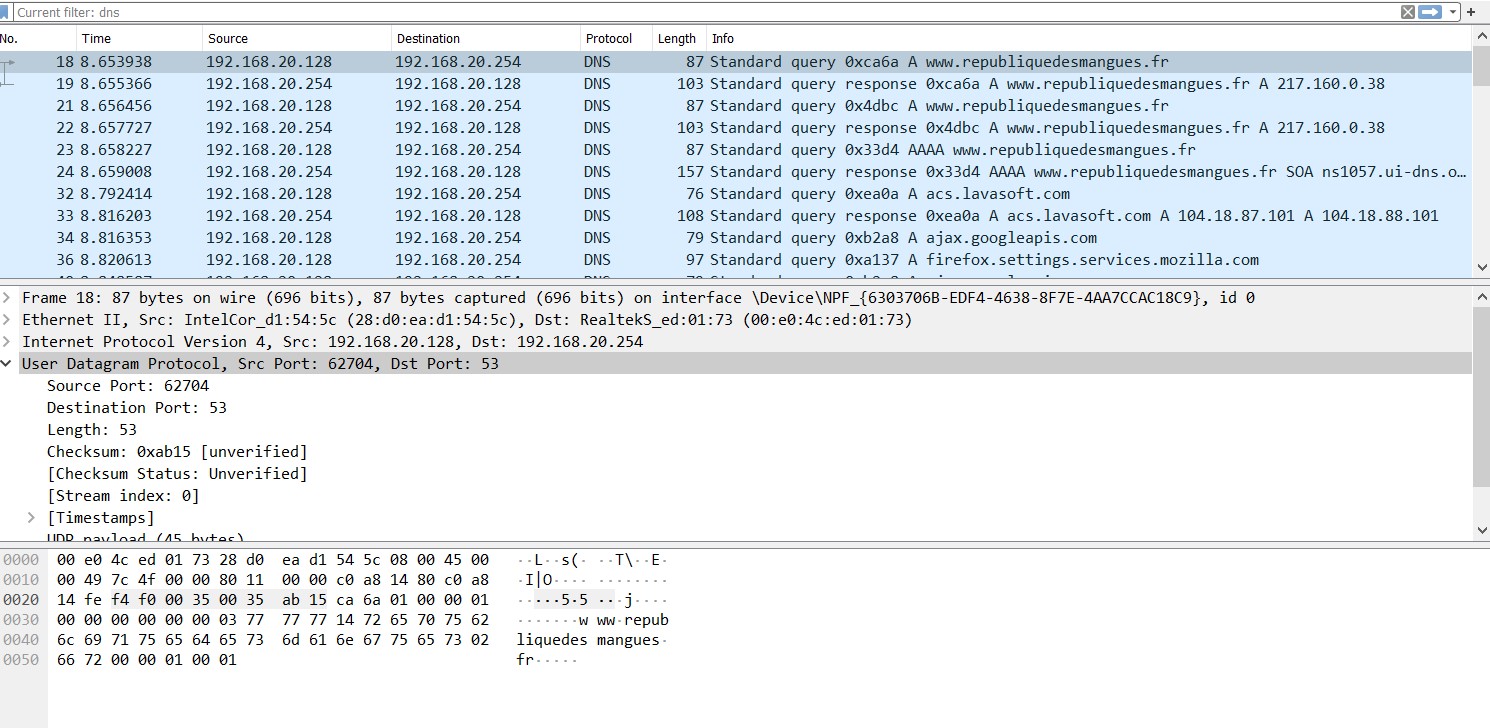 Current filter: dns
No. Time Source Destination Protocol Length Info
18 8.653938 192.168.20.128 192.168.20.254 DNS 87 Standard query 0xca6a A www.republiquedesmangues.fr
19 8.655366 192.168.20.254 192.168.20.128 DNS 103 Standard query response 0xca6a A www.republiquedesmangues.fr A 217.160.0.38
21 8.656456 192.168.20.128 192.168.20.254 DNS 87 Standard query 0x4dbc A www.republiquedesmangues.fr
22 8.657727 192.168.20.254 192.168.20.128 DNS 103 Standard query response 0x4dbc A www.republiquedesmangues.fr A 217.160.0.38
23 8.658227 192.168.20.128 192.168.20.254 DNS 87 Standard query 0x33d4 AAAA www.republiquedesmangues.fr
24 8.659008 192.168.20.254 192.168.20.128 DNS 157 Standard query response 0x33d4 AAAA www.republiquedesmangues.fr SOA ns1057.ui-dns.o…
32 8.792414 192.168.20.128 192.168.20.254 DNS 76 Standard query 0xea0a A acs.lavasoft.com
33 8.816203 192.168.20.254 192.168.20.128 DNS 108 Standard query response 0xea0a A acs.lavasoft.com A 104.18.87.101 A 104.18.88.101
34 8.816353 192.168.20.128 192.168.20.254 DNS 79 Standard query 0xb2a8 A ajax.googleapis.com
36 8.820613 192.168.20.128 192.168.20.254 DNS 97 Standard query 0xa137 A firefox.settings.services.mozilla.com
Frame 18: 87 bytes on wire (696 bits), 87 bytes captured (696 bits) on interface \Device\NPF_{6303706B-EDF4-4638-8F7E-4AA7CCAC18C9}, id 0
Ethernet II, Src: IntelCor_d1:54:5c (28:d0:ea:d1:54:5c), Dst: RealtekS_ed:01:73 (00:e0:4c:ed:01:73)
Internet Protocol Version 4, Src: 192.168.20.128, Dst: 192.168.20.254
User Datagram Protocol, Src Port: 62704, Dst Port: 53
Source Port: 62704
Destination Port: 53
Length: 53
Checksum: 0xab15 [unverified]
[Checksum Status: Unverified]
[Stream index: 0]
[Timestamps]
UDP payload (45 bytes)
0000 00 e0 4c ed 01 73 28 d0 ea d1 54 5c 08 00 45 00 ··L··s(· ··T\··E·
0010 00 49 7c 4f 00 00 80 11 00 00 c0 a8 14 80 c0 a8 ·I|O···· ········
0020 14 fe f4 f0 00 35 00 35 ab 15 ca 6a 01 00 00 01 ·····5·5 ···j····
0030 00 00 00 00 00 00 03 77 77 77 14 72 65 70 75 62 ·······w ww·repub
0040 6c 69 71 75 65 64 65 73 6d 61 6e 67 75 65 73 02 liquedes mangues·
0050 66 72 00 00 01 00 01 fr·····